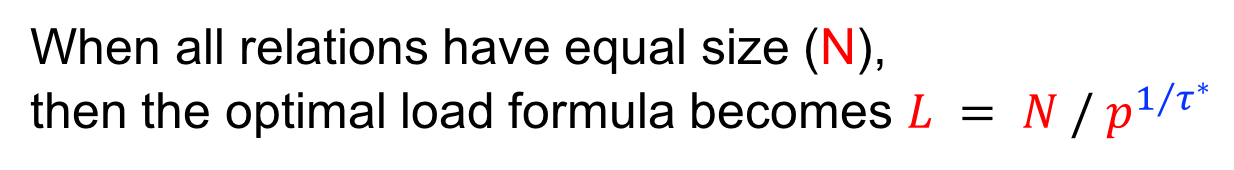 When all relations have equal size (N),
then the optimal load formula becomes 𝐿 = 𝑁 / 𝑝^{1/𝜏*}